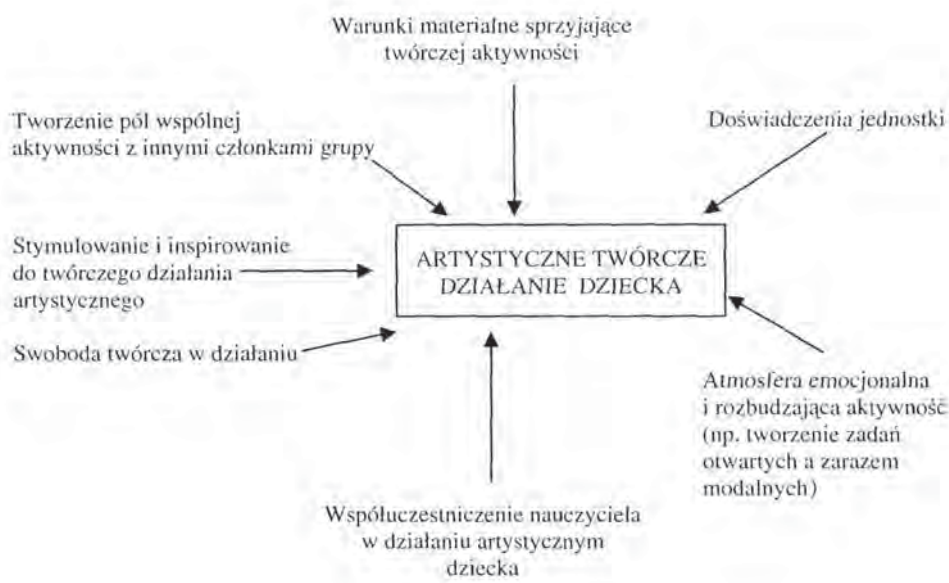 Warunki materialne sprzyjające
twórczej aktywności
Tworzenie pól wspólnej
aktywności z innymi członkami grupy
Doświadczenia jednostki
Stymulowanie i inspirowanie
do twórczego działania
artystycznego
ARTYSTYCZNE TWÓRCZE
DZIAŁANIE DZIECKA
Swoboda twórcza w działaniu
Atmosfera emocjonalna
i rozbudzająca aktywność
(np. tworzenie zadań
otwartych a zarazem
modalnych)
Współuczestniczenie nauczyciela
w działaniu artystycznym
dziecka